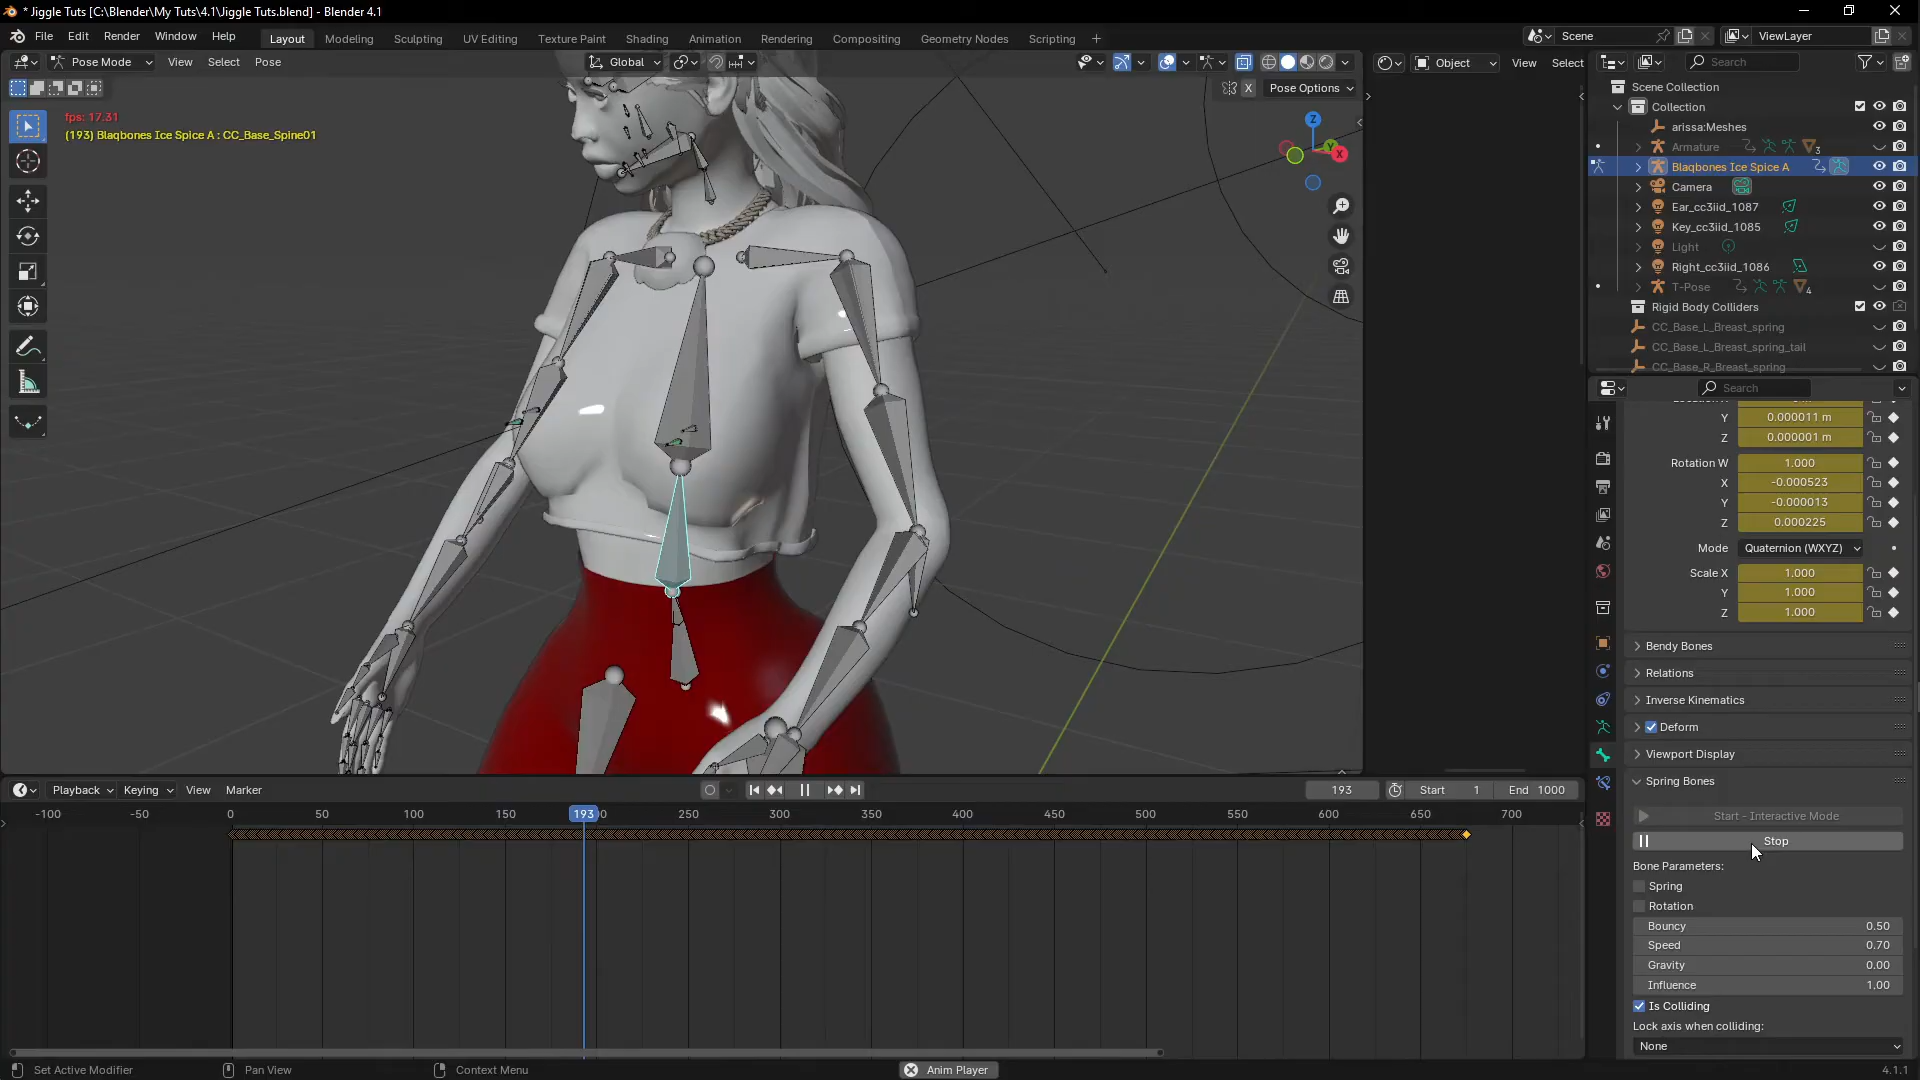 * Jiggle Tuts [C:\Blender\My Tuts\4.1\Jiggle Tuts.blend] - Blender 4.1
File Edit Render Window Help Layout Modeling Sculpting UV Editing Texture Paint Shading Animation Rendering Compositing Geometry Nodes Scripting + Scene ViewLayer
Pose Mode View Select Pose Global Object View Select Search
X Pose Options
fps: 17.31
(193) Blaqbones Ice Spice A : CC_Base_Spine01
Z
Y
X
Scene Collection
Collection
arissa:Meshes
Armature 3
Blaqbones Ice Spice A
Camera
Ear_cc3iid_1087
Key_cc3iid_1085
Light
Right_cc3iid_1086
T-Pose 4
Rigid Body Colliders
CC_Base_L_Breast_spring
CC_Base_L_Breast_spring_tail
CC_Base_R_Breast_spring
Search
Y 0.000011 m
Z 0.000001 m
Rotation W 1.000
X -0.000523
Y -0.000013
Z 0.000225
Mode Quaternion (WXYZ)
Scale X 1.000
Y 1.000
Z 1.000
Bendy Bones
Relations
Inverse Kinematics
Deform
Viewport Display
Spring Bones
Start - Interactive Mode
Stop
Bone Parameters:
Spring
Rotation
Bouncy 0.50
Speed 0.70
Gravity 0.00
Influence 1.00
Is Colliding
Lock axis when colliding:
None
Playback Keying View Marker 193 Start 1 End 1000
-100 -50 0 50 100 150 193 250 300 350 400 450 500 550 600 650 700
Set Active Modifier Pan View Context Menu Anim Player 4.1.1